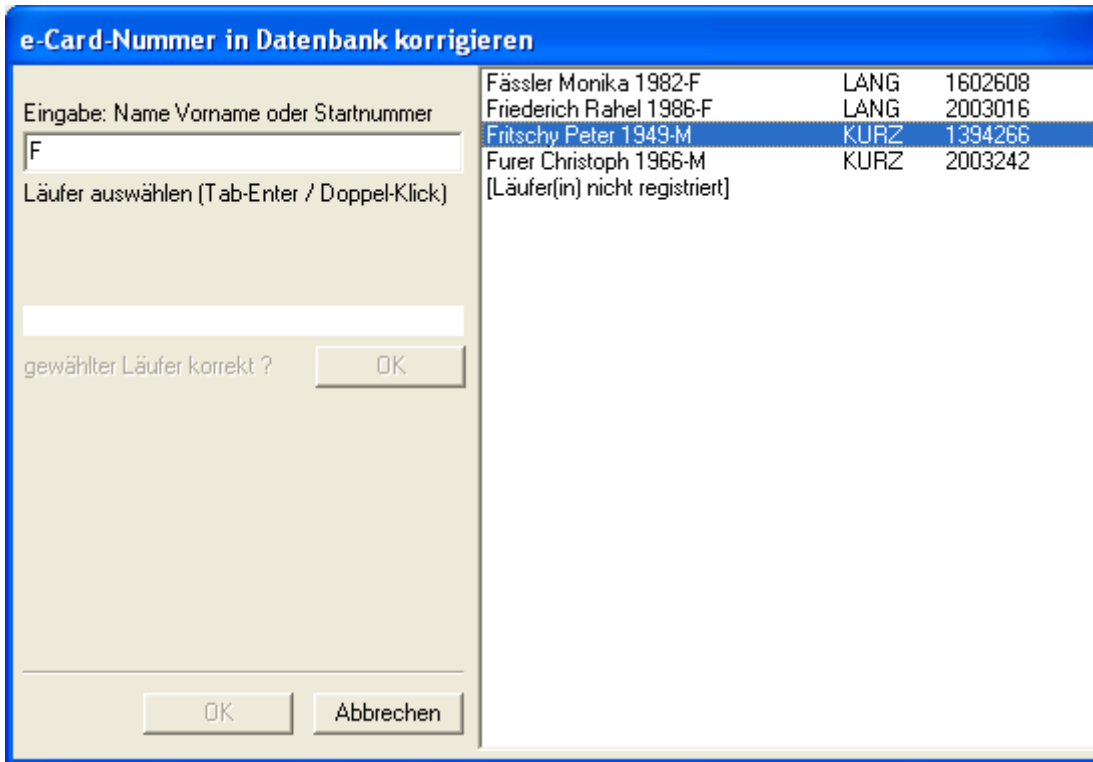 e-Card-Nummer in Datenbank korrigieren
Eingabe: Name Vorname oder Startnummer
F
Läufer auswählen (Tab-Enter / Doppel-Klick)
gewählter Läufer korrekt ?
OK
OK
Abbrechen
Fässler Monika 1982-F LANG 1602608
Friederich Rahel 1986-F LANG 2003016
Fritschy Peter 1949-M KURZ 1394266
Furer Christoph 1966-M KURZ 2003242
[Läufer(in) nicht registriert]